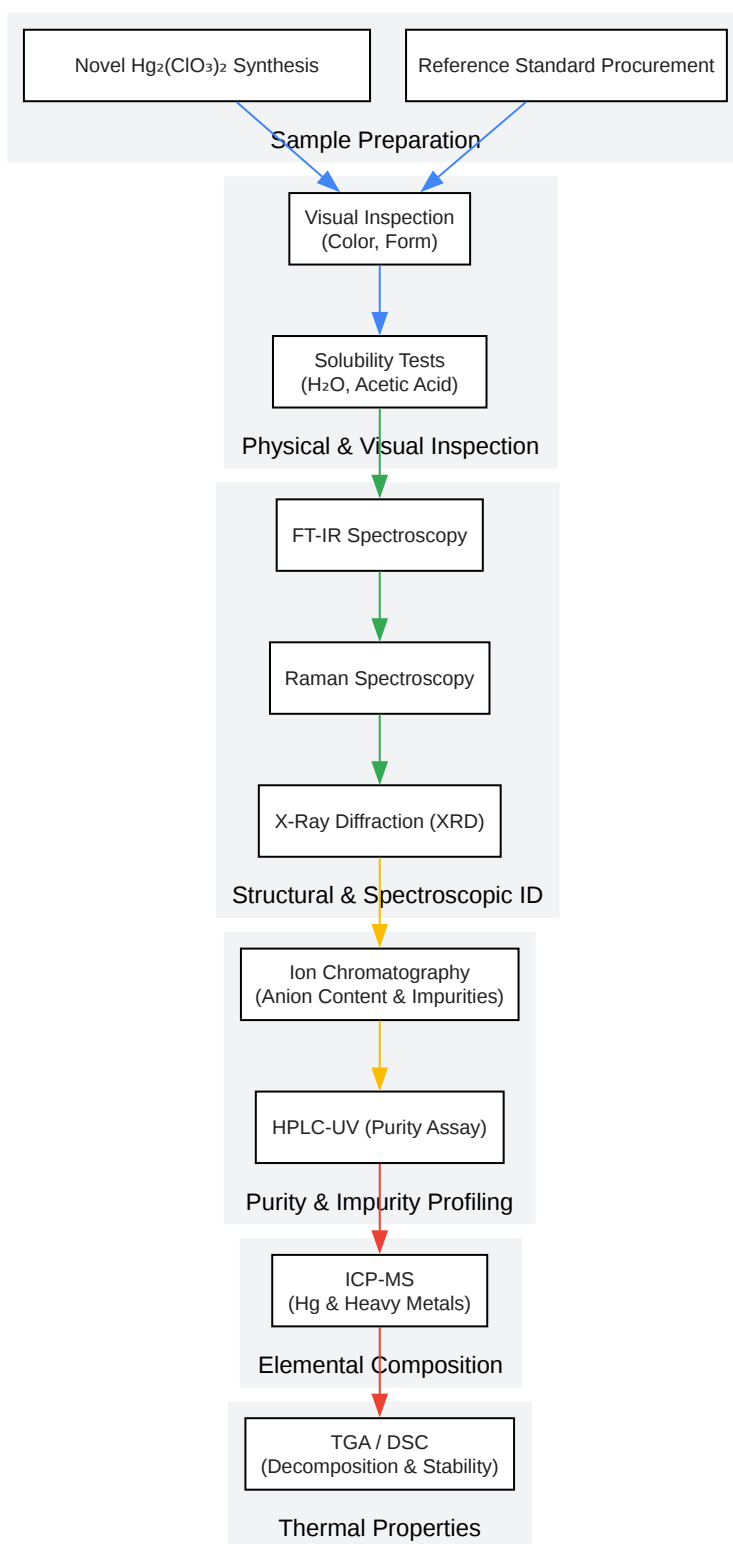 Novel Hg₂(ClO₃)₂ Synthesis
Reference Standard Procurement
Sample Preparation
Visual Inspection
(Color, Form)
Solubility Tests
(H₂O, Acetic Acid)
Physical & Visual Inspection
FT-IR Spectroscopy
Raman Spectroscopy
X-Ray Diffraction (XRD)
Structural & Spectroscopic ID
Ion Chromatography
(Anion Content & Impurities)
HPLC-UV (Purity Assay)
Purity & Impurity Profiling
ICP-MS
(Hg & Heavy Metals)
Elemental Composition
TGA / DSC
(Decomposition & Stability)
Thermal Properties